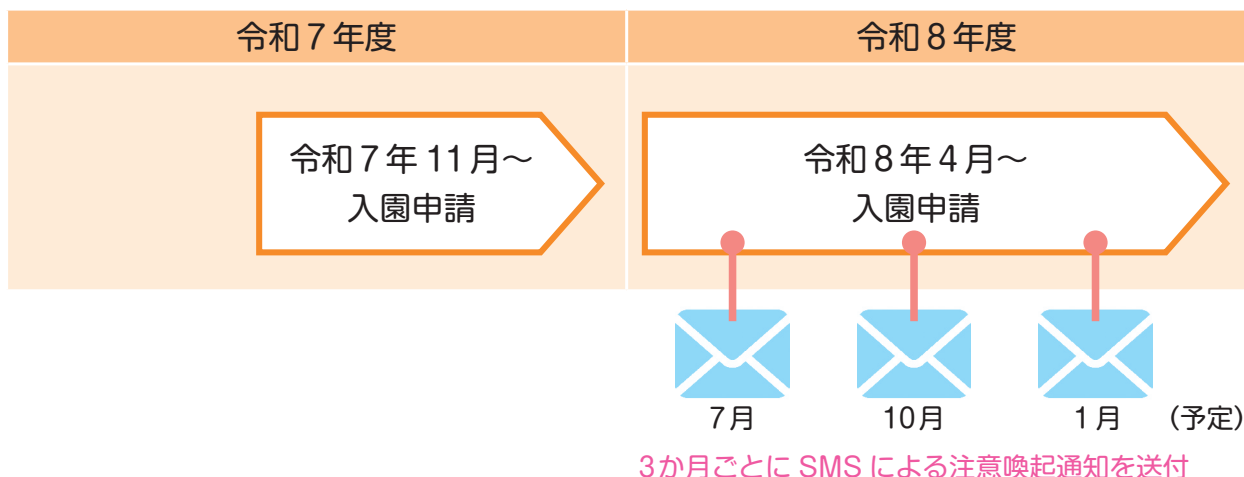 令和7年度
令和8年度
令和7年11月～
入園申請
令和8年4月～
入園申請
7月
10月
1月
(予定)
3か月ごとに SMS による注意喚起通知を送付